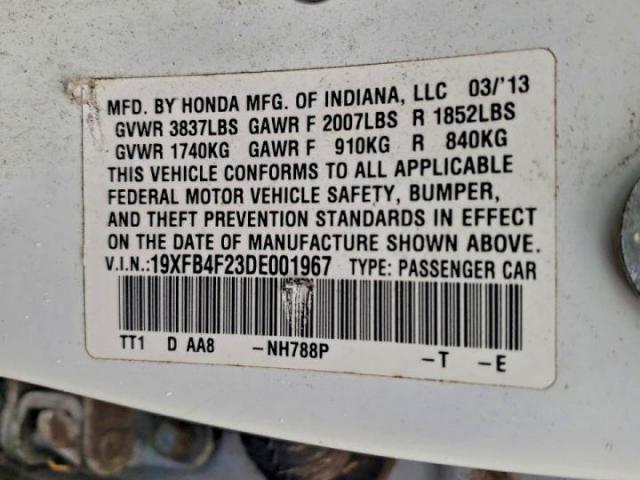 MFD. BY HONDA MFG. OF INDIANA, LLC 03/'13
GVWR 3837LBS GAWR F 2007LBS R 1852LBS
GVWR 1740KG GAWR F 910KG R 840KG
THIS VEHICLE CONFORMS TO ALL APPLICABLE
FEDERAL MOTOR VEHICLE SAFETY, BUMPER,
AND THEFT PREVENTION STANDARDS IN EFFECT
ON THE DATE OF MANUFACTURE SHOWN ABOVE.
V.I.N.:19XFB4F23DE001967 TYPE: PASSENGER CAR
TT1 D AA8 -NH788P -T -E